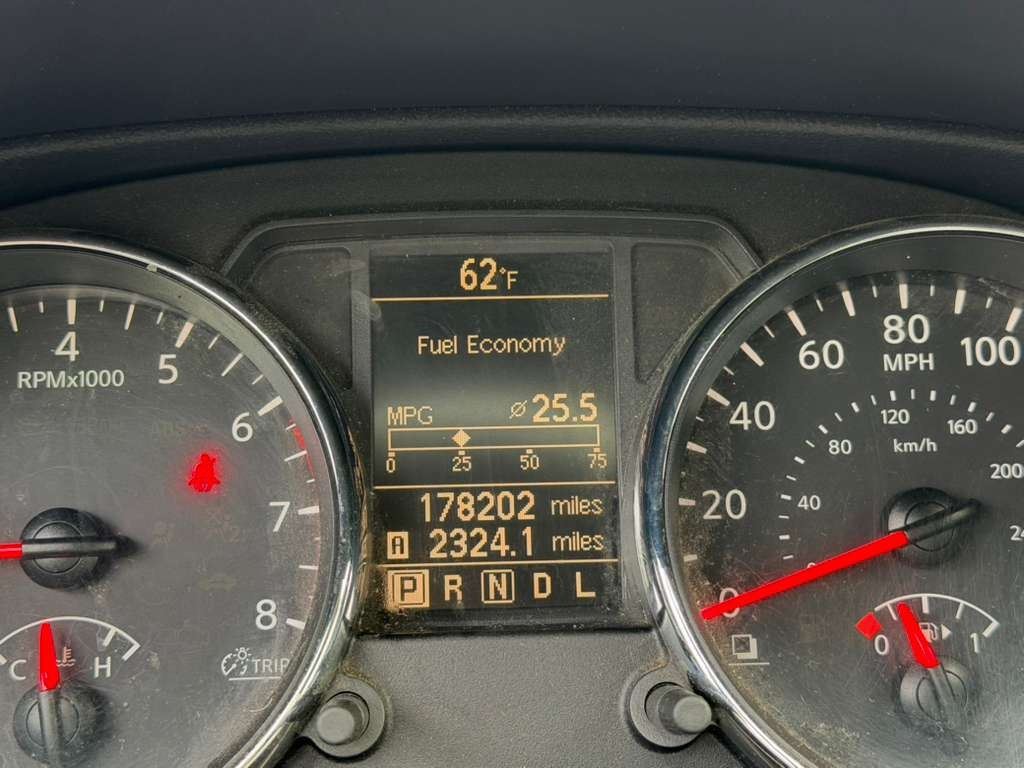 62°F
Fuel Economy
MPG ⌀25.5
0 25 50 75
178202 miles
A 2324.1 miles
P R N D L
4 5 6 7 8
RPMx1000
C H
TRIP
0 20 40 60 80 100
MPH
40 80 120 160 200
km/h
0 1